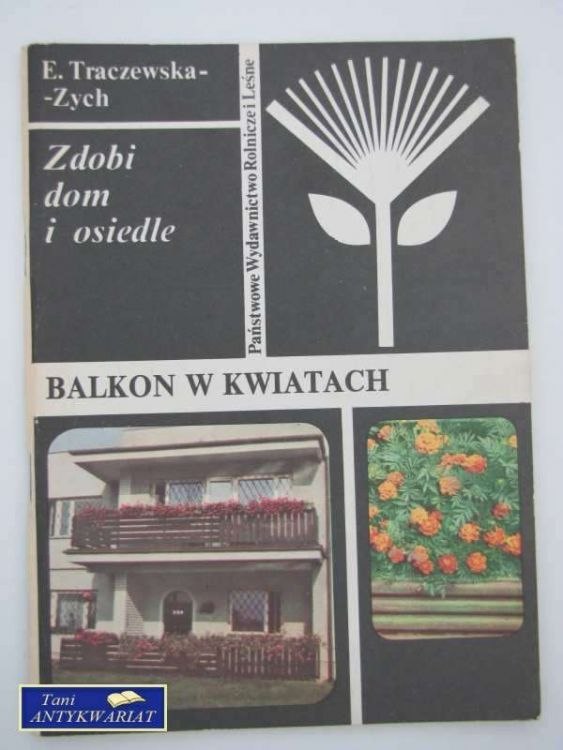 E. Traczewska-
-Zych
Zdobi
dom
i osiedle
Państwowe Wydawnictwo Rolnicze i Leśne
BALKON W KWIATACH
Tani
ANTYKWARIAT